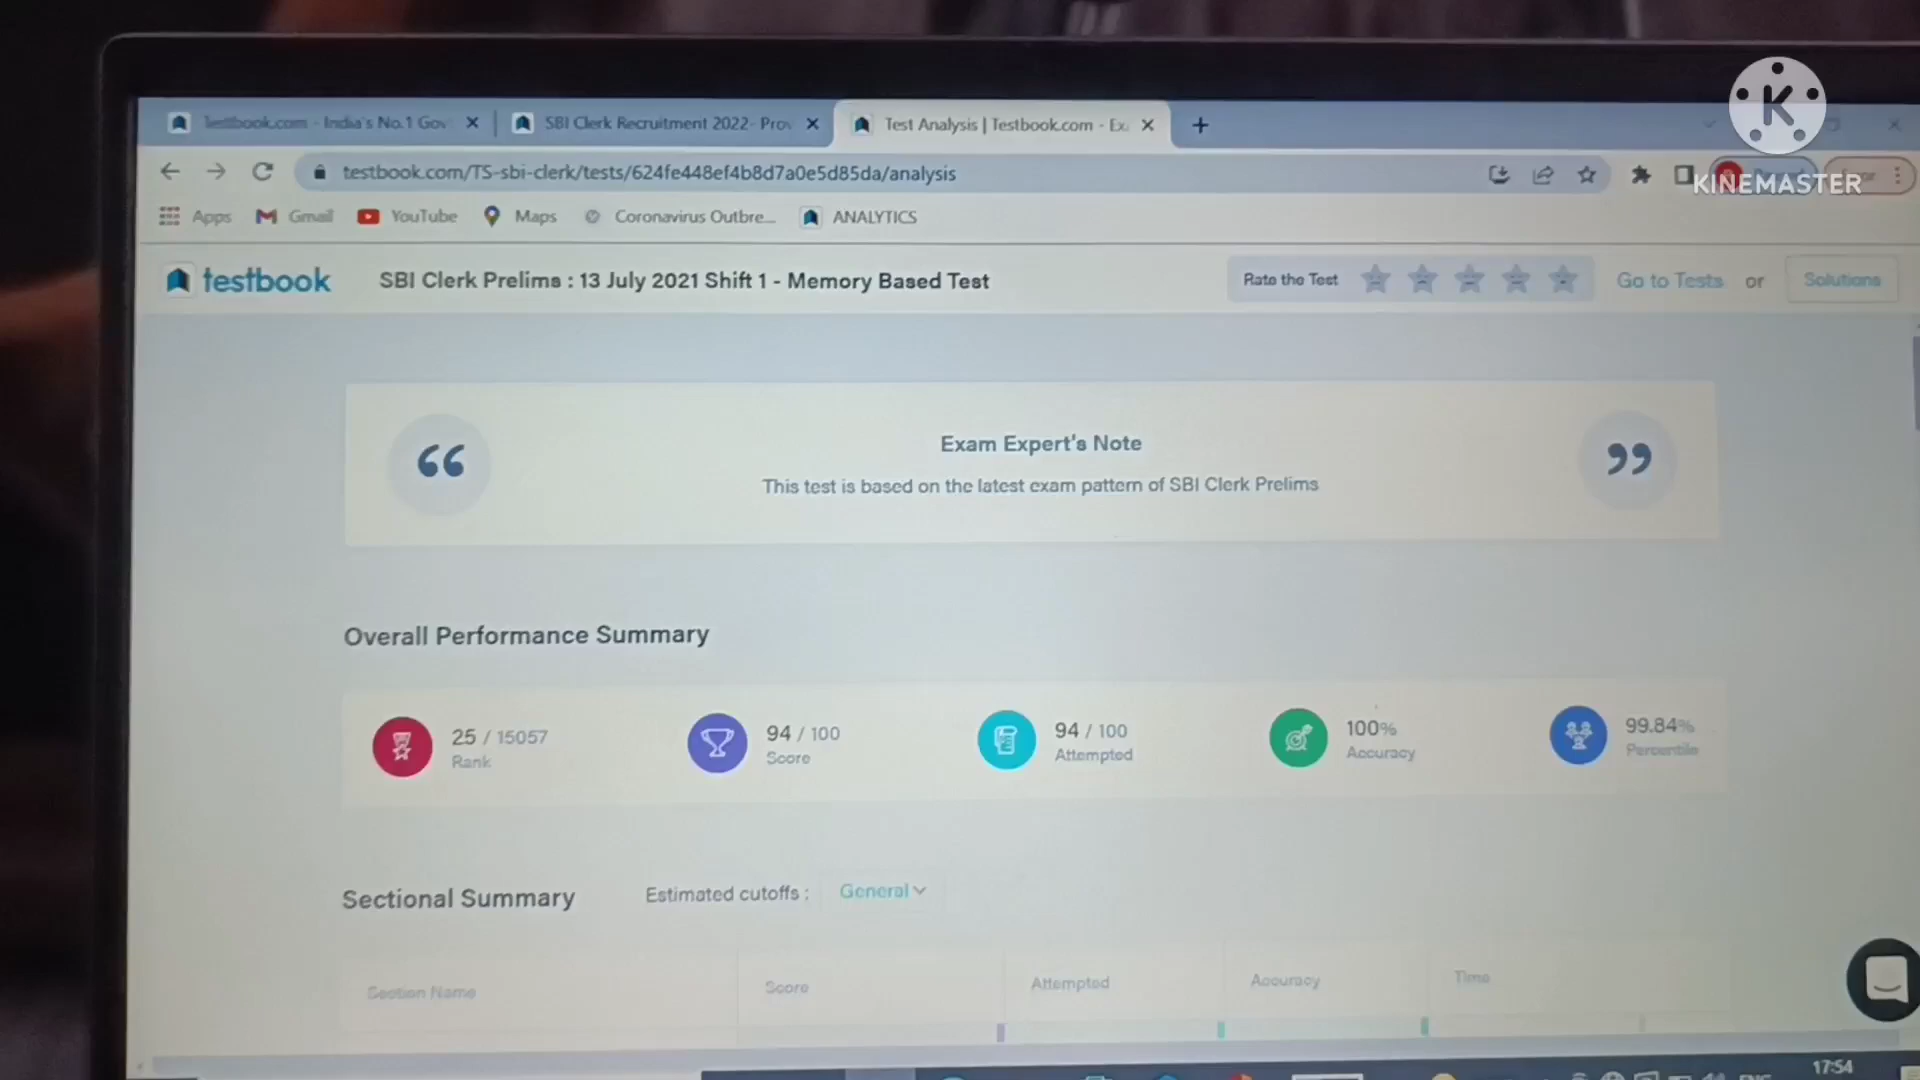 KINEMASTER
Testbook.com - India's No.1 Gov
SBI Clerk Recruitment 2022- Prov
Test Analysis | Testbook.com - Ex
testbook.com/TS-sbi-clerk/tests/624fe448ef4b8d7a0e5d85da/analysis
Apps Gmail YouTube Maps Coronavirus Outbre... ANALYTICS
testbook SBI Clerk Prelims : 13 July 2021 Shift 1 - Memory Based Test Rate the Test Go to Tests or Solutions
Exam Expert's Note
This test is based on the latest exam pattern of SBI Clerk Prelims
Overall Performance Summary
25 / 15057 94 / 100 94 / 100 100% 99.84%
Rank Score Attempted Accuracy Percentile
Sectional Summary Estimated cutoffs : General
Section Name Score Attempted Accuracy Time
17:54